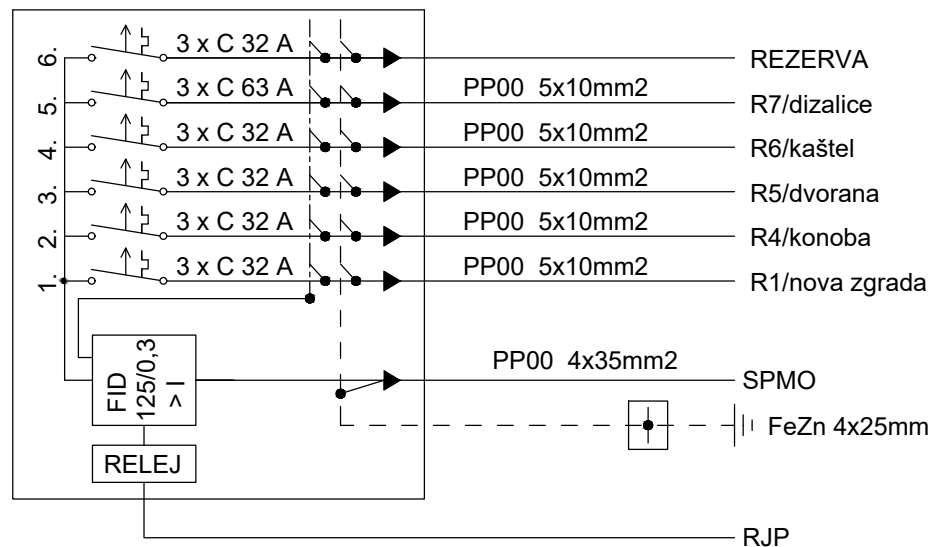 6. 3 x C 32 A REZERVA
5. 3 x C 63 A PP00 5x10mm2 R7/dizalice
4. 3 x C 32 A PP00 5x10mm2 R6/kaštel
3. 3 x C 32 A PP00 5x10mm2 R5/dvorana
2. 3 x C 32 A PP00 5x10mm2 R4/konoba
1. 3 x C 32 A PP00 5x10mm2 R1/nova zgrada
FID
125/0,3
> I
PP00 4x35mm2 SPMO
FeZn 4x25mm
RELEJ
RJP